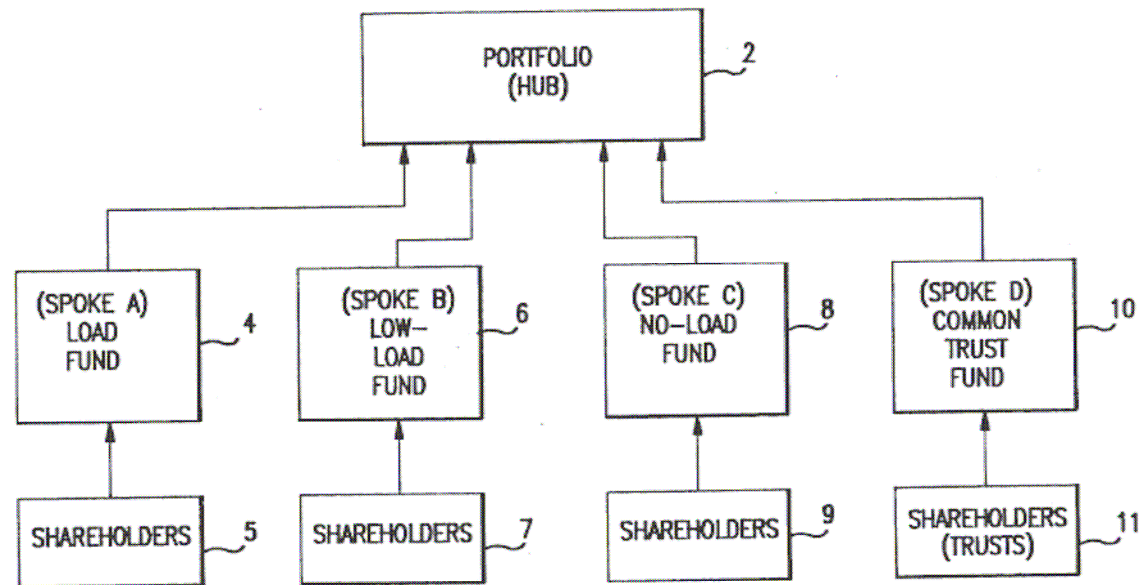 PORTFOLIO
(HUB)
2
(SPOKE A)
LOAD
FUND
4
(SPOKE B)
LOW-
LOAD
FUND
6
(SPOKE C)
NO-LOAD
FUND
8
(SPOKE D)
COMMON
TRUST
FUND
10
SHAREHOLDERS
5
SHAREHOLDERS
7
SHAREHOLDERS
9
SHAREHOLDERS
(TRUSTS)
11